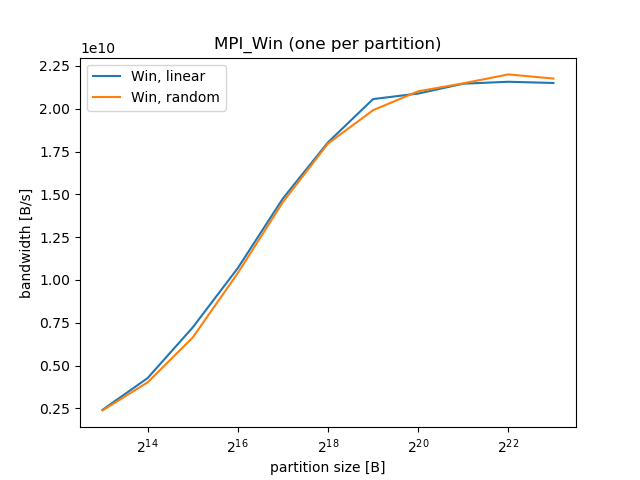 MPI_Win (one per partition)
1e10
Win, linear
Win, random
2.25
2.00
1.75
1.50
1.25
1.00
0.75
0.50
0.25
bandwidth [B/s]
2^14 2^16 2^18 2^20 2^22
partition size [B]